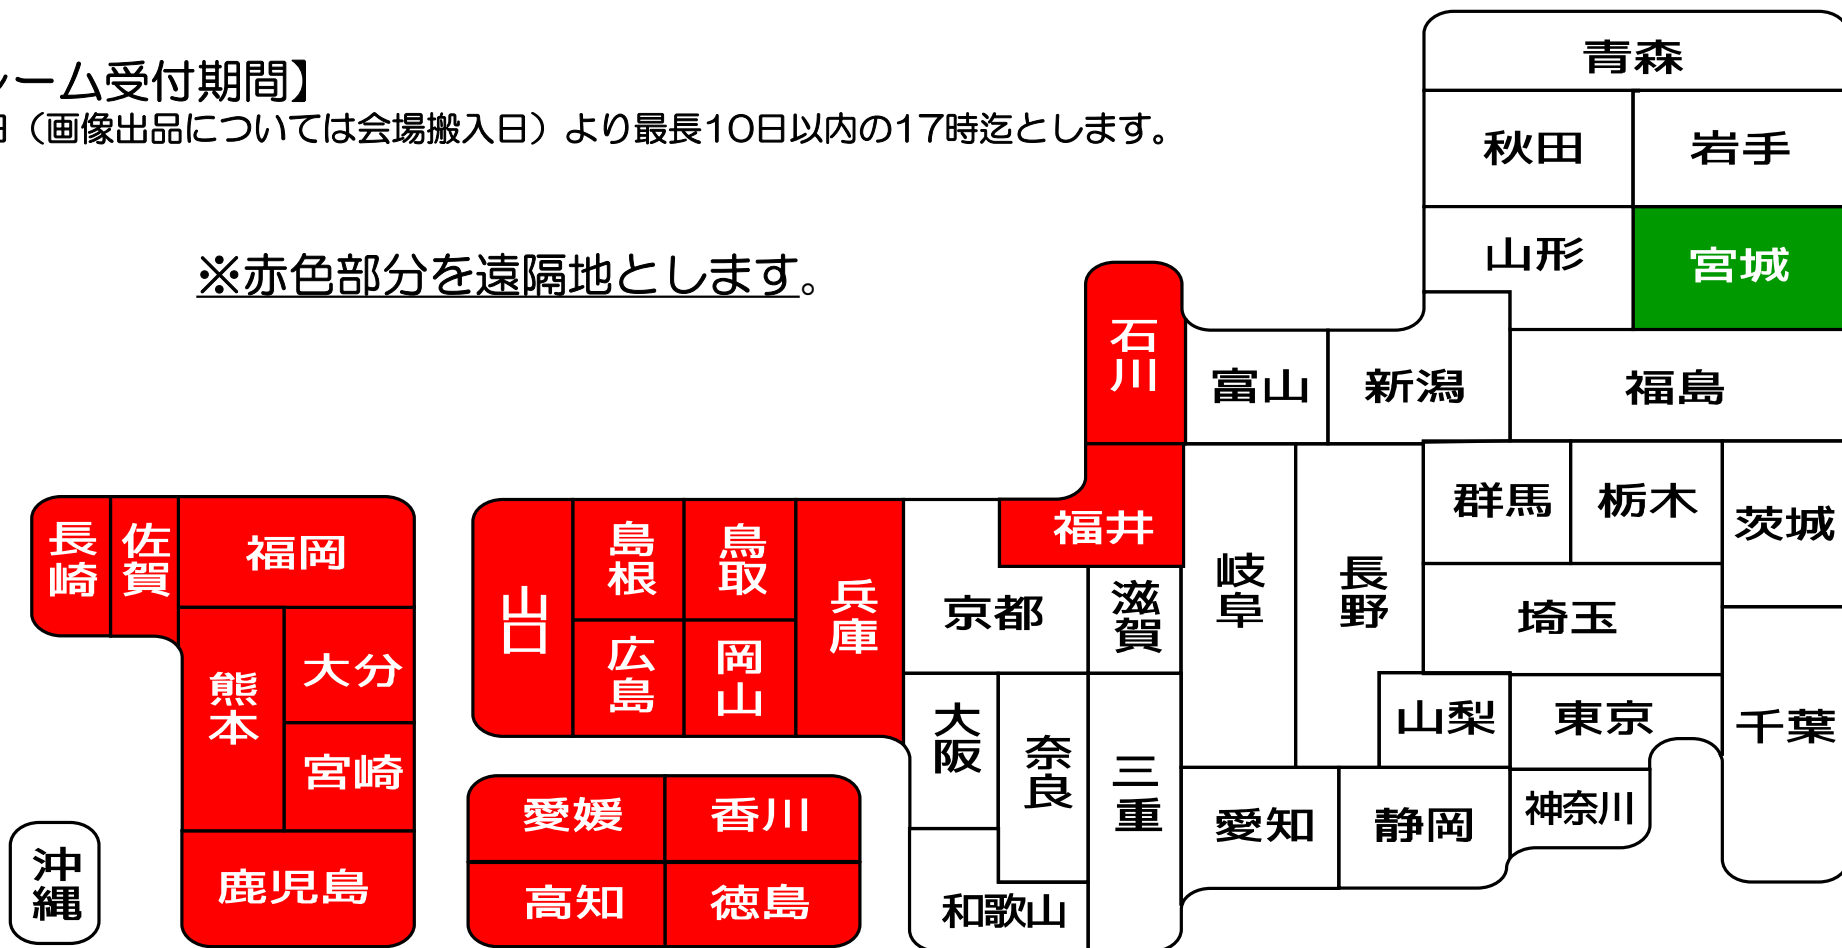 ーム受付期間】
(画像出品については会場搬入日)より最長10日以内の17時迄とします。
※赤色部分を遠隔地とします。
青森
秋田
岩手
山形
宮城
石川
富山
新潟
福島
福井
群馬
栃木
茨城
長崎
佐賀
福岡
山口
島根
鳥取
兵庫
京都
滋賀
岐阜
長野
埼玉
熊本
大分
広島
岡山
宮崎
大阪
奈良
三重
山梨
東京
千葉
愛媛
香川
愛知
静岡
神奈川
沖縄
鹿児島
高知
徳島
和歌山